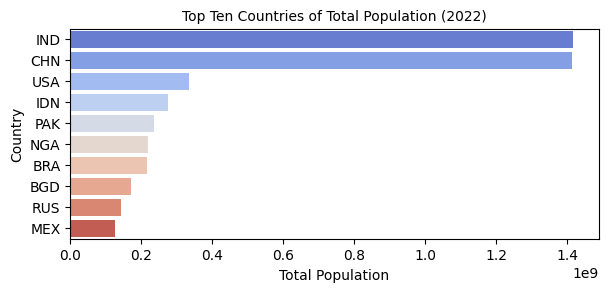 Top Ten Countries of Total Population (2022)
Country
IND
CHN
USA
IDN
PAK
NGA
BRA
BGD
RUS
MEX
0.0 0.2 0.4 0.6 0.8 1.0 1.2 1.4
1e9
Total Population